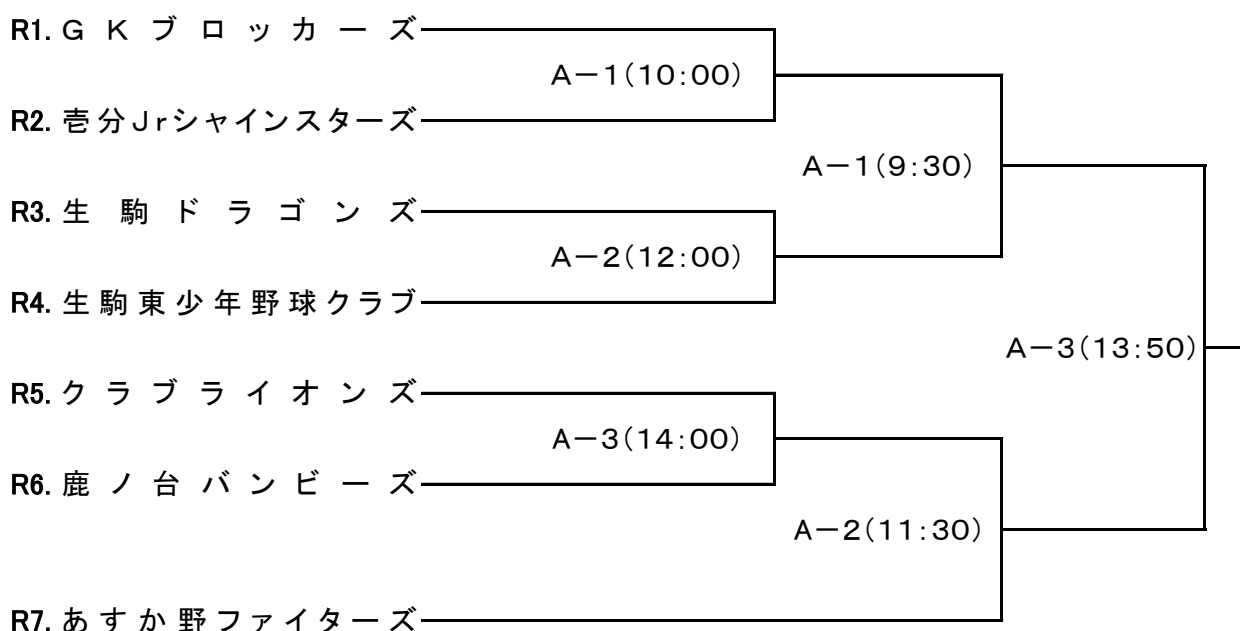 R1. GKブロッカーズ
A-1(10:00)
R2. 壱分Jrシャインスターズ
A-1(9:30)
R3. 生駒ドラゴンズ
A-2(12:00)
R4. 生駒東少年野球クラブ
A-3(13:50)
R5. クラブライオンズ
A-3(14:00)
R6. 鹿ノ台バンビーズ
A-2(11:30)
R7. あすか野ファイターズ